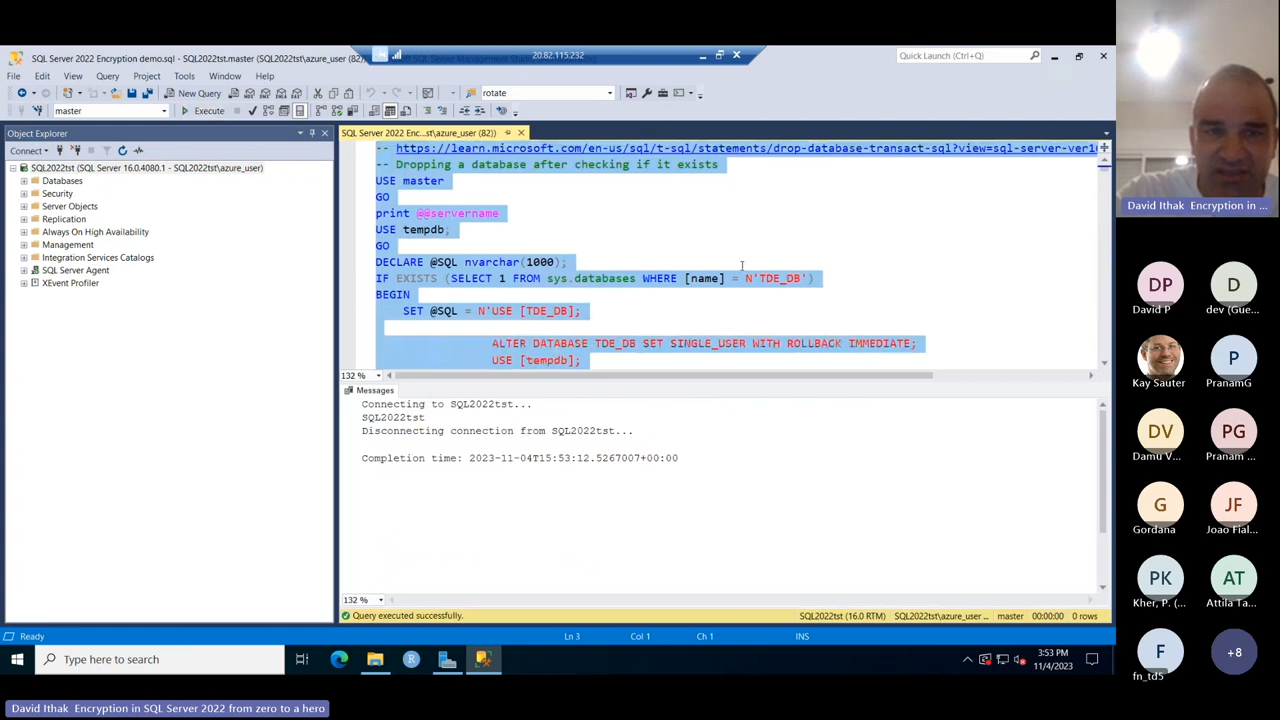 SQL Server 2022 Encryption demo.sql - SQL2022tst.master (SQL2022tst\azure_user (82))
20.82.115.232
Quick Launch (Ctrl+Q)
File Edit View Query Project Tools Window Help
New Query
rotate
master
Execute
Object Explorer
Connect
SQL2022tst (SQL Server 16.0.4080.1 - SQL2022tst\azure_user)
Databases
Security
Server Objects
Replication
Always On High Availability
Management
Integration Services Catalogs
SQL Server Agent
XEvent Profiler
SQL Server 2022 Enc...st\azure_user (82))
-- https://learn.microsoft.com/en-us/sql/t-sql/statements/drop-database-transact-sql?view=sql-server-ver1
-- Dropping a database after checking if it exists
USE master
GO
print @@servername
USE tempdb;
GO
DECLARE @SQL nvarchar(1000);
IF EXISTS (SELECT 1 FROM sys.databases WHERE [name] = N'TDE_DB')
BEGIN
SET @SQL = N'USE [TDE_DB];
ALTER DATABASE TDE_DB SET SINGLE_USER WITH ROLLBACK IMMEDIATE;
USE [tempdb];
132 %
Messages
Connecting to SQL2022tst...
SQL2022tst
Disconnecting connection from SQL2022tst...
Completion time: 2023-11-04T15:53:12.5267007+00:00
132 %
Query executed successfully.
SQL2022tst (16.0 RTM)
SQL2022tst\azure_user ...
master
00:00:00
0 rows
Ready
Ln 3
Col 1
Ch 1
INS
Type here to search
R
3:53 PM
11/4/2023
David Ithak Encryption in SQL Server 2022 from zero to a hero
David Ithak Encryption in ...
DP
David P
D
dev (Gue...
Kay Sauter
P
PranamG
DV
Damu V...
PG
Pranam ...
G
Gordana
JF
Joao Fial...
PK
Kher, P. (...
AT
Attila Ta...
F
fn_td5
+8